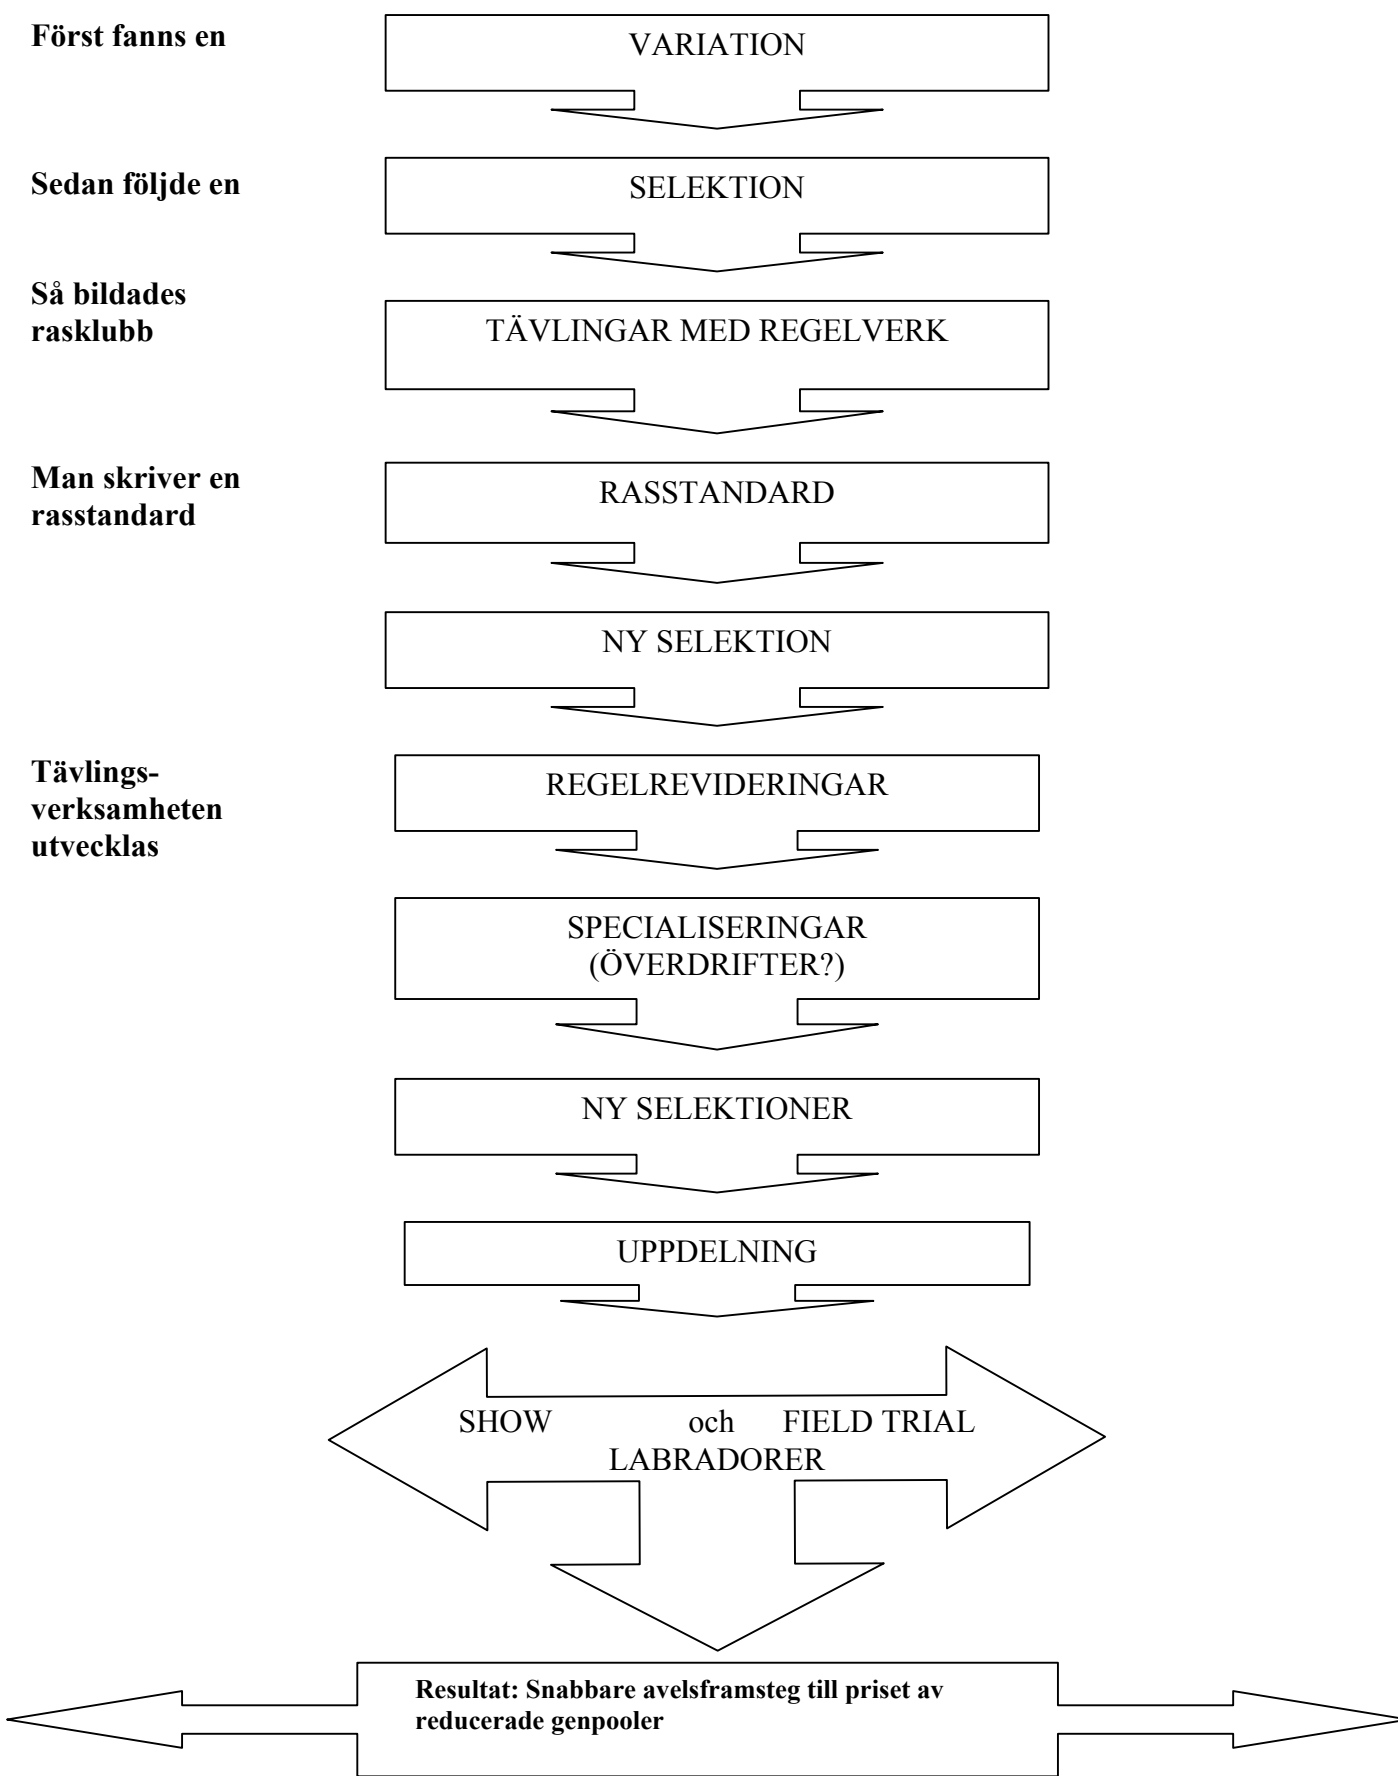 Först fanns en
VARIATION
Sedan följde en
SELEKTION
Så bildades
rasklubb
TÄVLINGAR MED REGELVERK
Man skriver en
rasstandard
RASSTANDARD
NY SELEKTION
Tävlings-
verksamheten
utvecklas
REGELREVIDERINGAR
SPECIALISERINGAR
(ÖVERDRIFTER?)
NY SELEKTIONER
UPPDELNING
SHOW och FIELD TRIAL
LABRADORER
Resultat: Snabbare avelsframsteg till priset av
reducerade genpooler